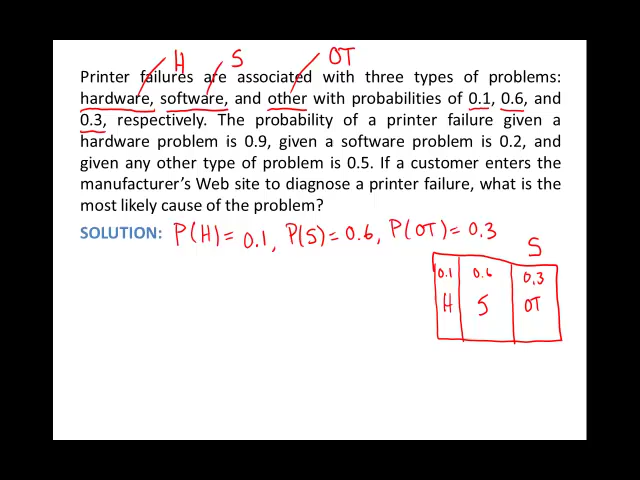 H S OT
Printer failures are associated with three types of problems:
hardware, software, and other with probabilities of 0.1, 0.6, and
0.3, respectively. The probability of a printer failure given a
hardware problem is 0.9, given a software problem is 0.2, and
given any other type of problem is 0.5. If a customer enters the
manufacturer's Web site to diagnose a printer failure, what is the
most likely cause of the problem?
SOLUTION: P(H)= 0.1, P(S)=0.6, P(OT)=0.3
S
0.1 0.6 0.3
H S OT